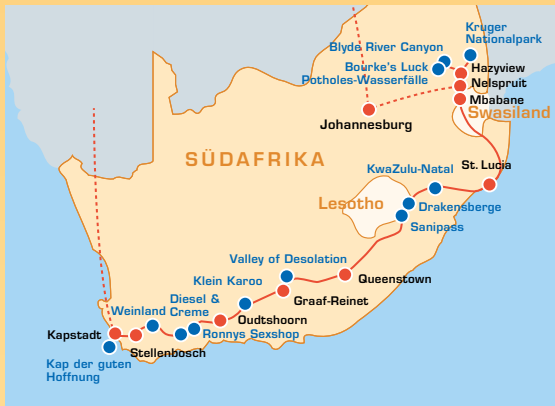 Kruger
Nationalpark
Blyde River Canyon
Bourke's Luck
Potholes-Wasserfälle
Hazyview
Nelspruit
Mbabane
Swasiland
Johannesburg
SÜDAFRIKA
St. Lucia
KwaZulu-Natal
Lesotho
Drakensberge
Sanipass
Valley of Desolation
Queenstown
Klein Karoo
Graaf-Reinet
Diesel &
Creme
Weinland
Oudtshoorn
Ronnys Sexshop
Kapstadt
Stellenbosch
Kap der guten
Hoffnung